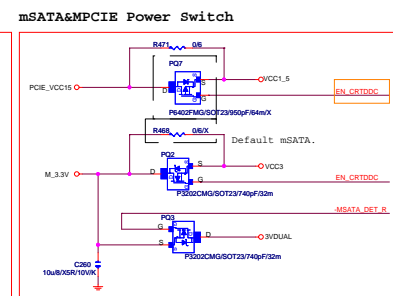 mSATA&MPCIE Power Switch
R471 0/6
PQ7
PCIE_VCC15
D
S
G
VCC1_5
EN_CRTDDC
P6402FMG/SOT23/950pF/64m/X
R468 0/6/X
Default mSATA.
PQ2
M_3.3V
D
S
G
VCC3
EN_CRTDDC
P3202CMG/SOT23/740pF/32m
-MSATA_DET_R
PQ3
G
S
D
3VDUAL
P3202CMG/SOT23/740pF/32m
C260
10u/8/X5R/10V/K